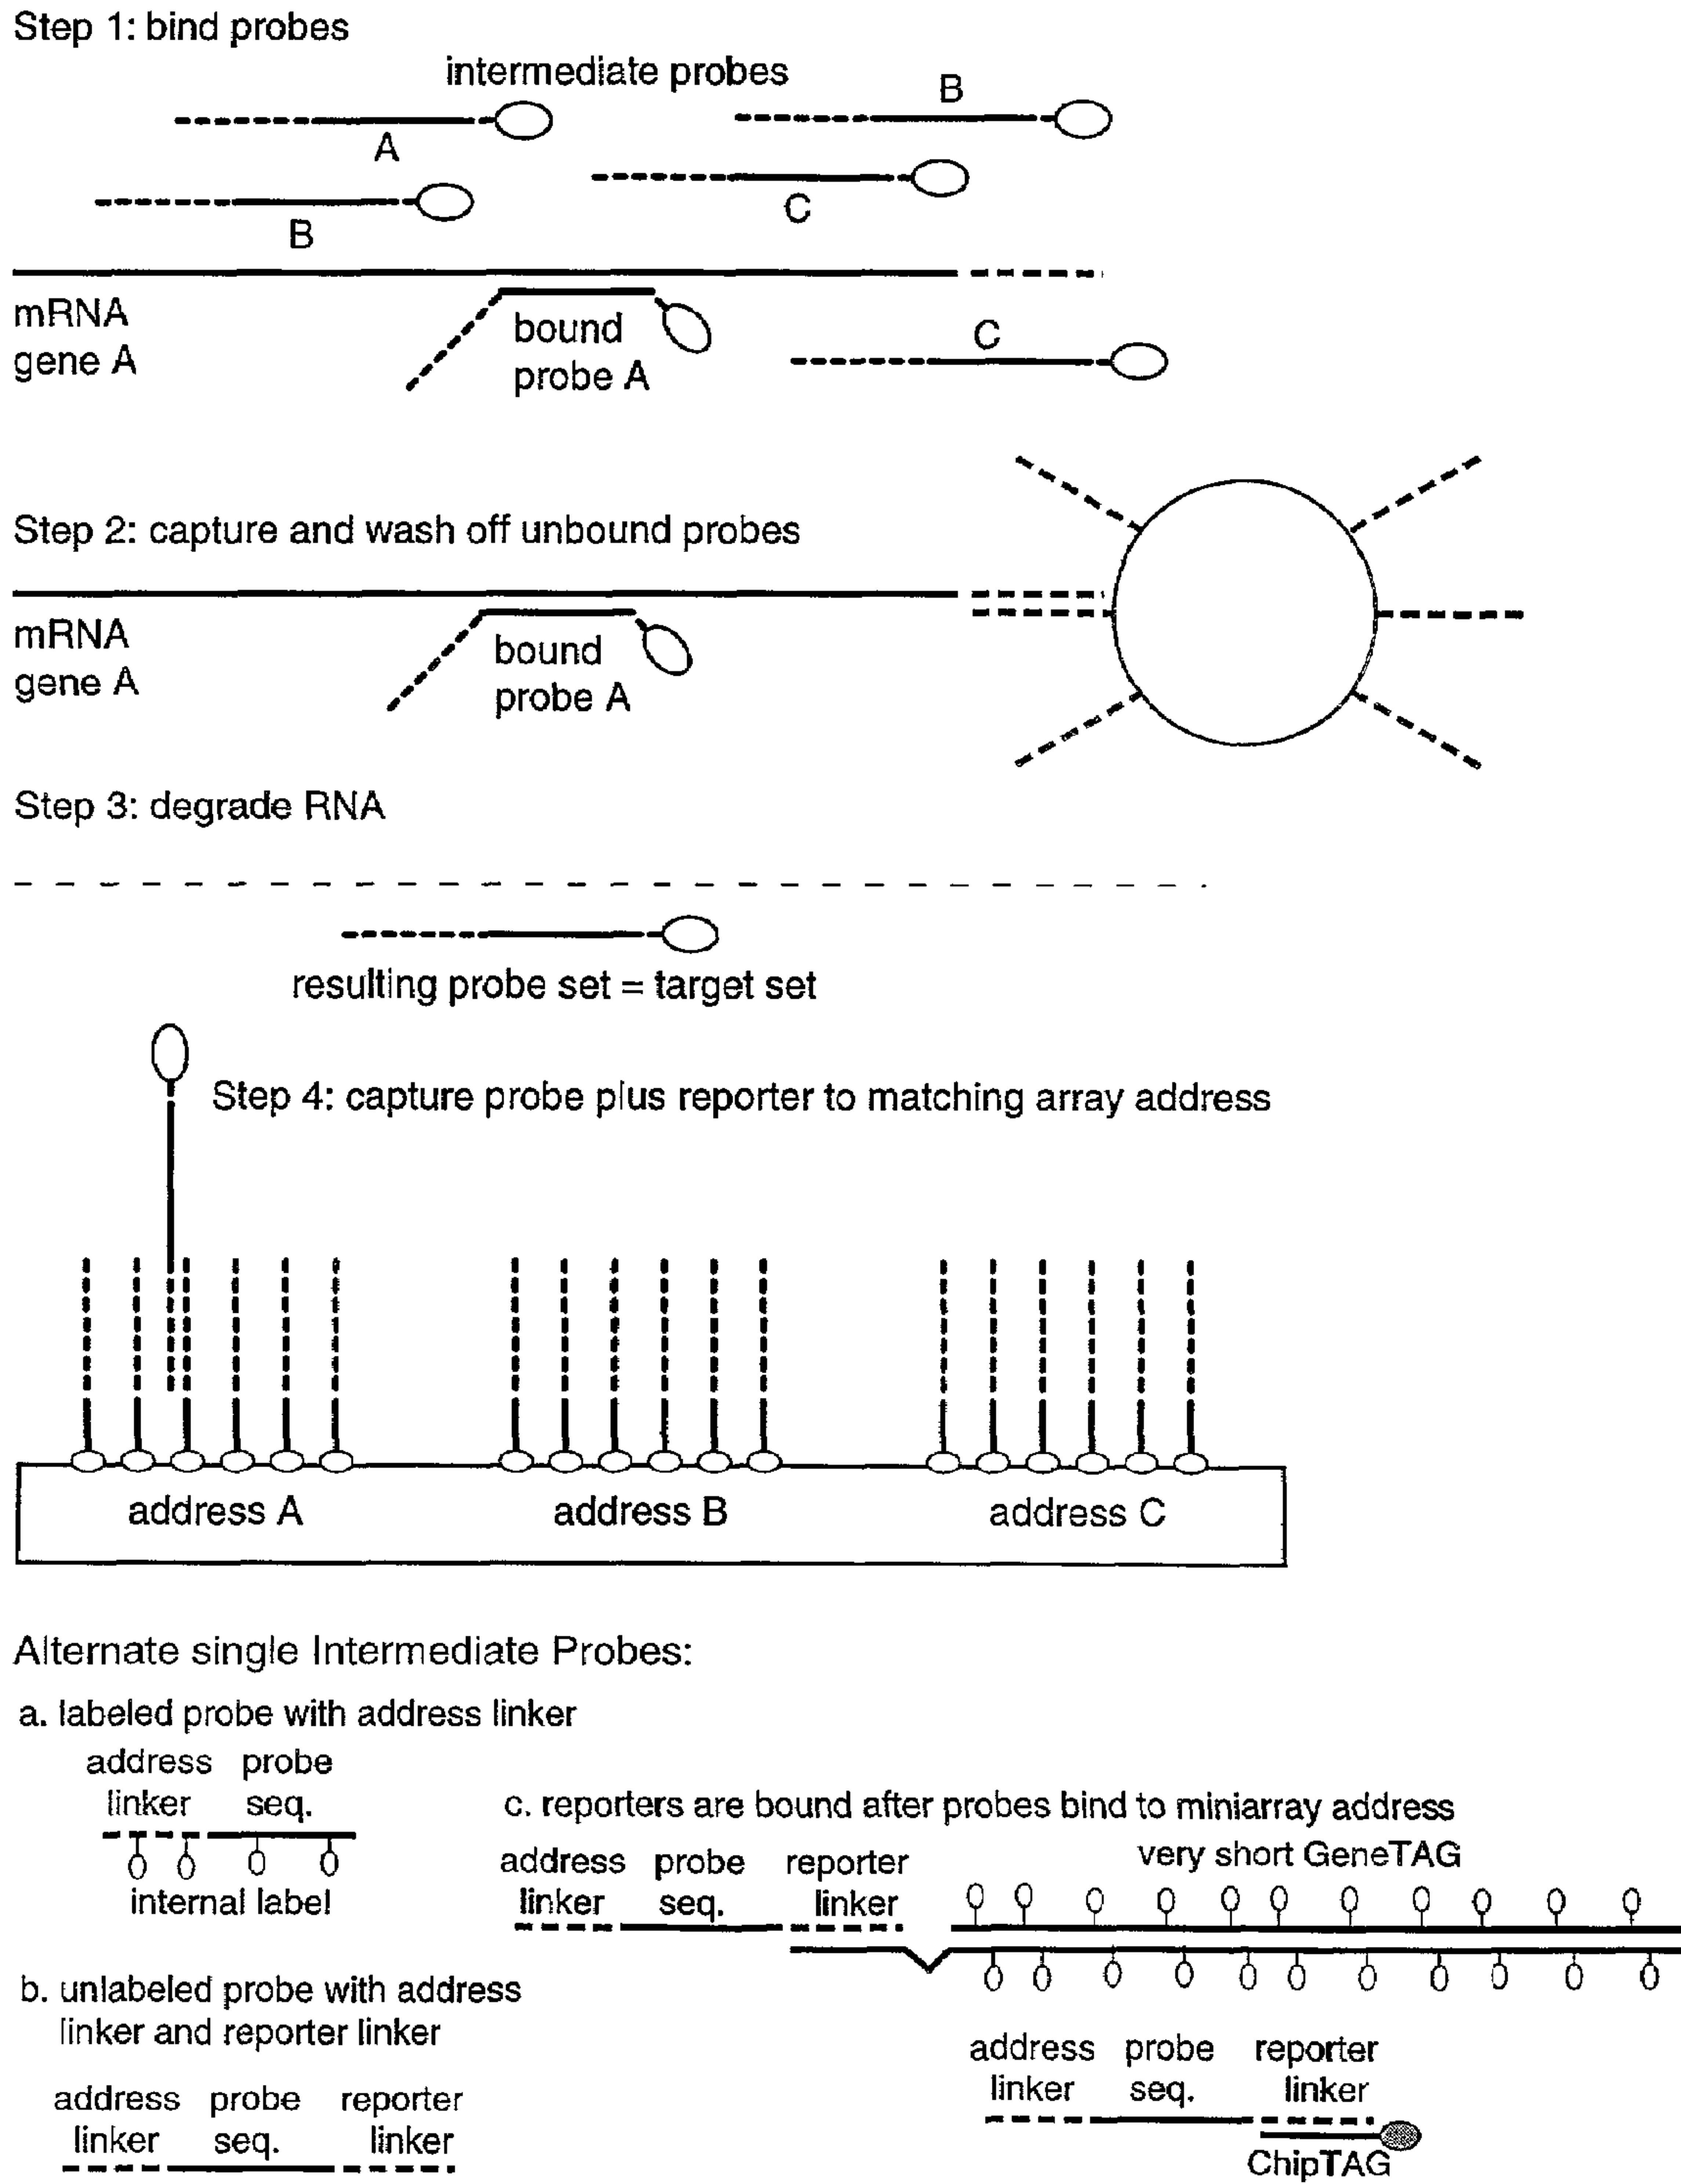 Step 1: bind probes
intermediate probes
B
A
C
B
mRNA
gene A
bound
probe A
C
Step 2: capture and wash off unbound probes
mRNA
gene A
bound
probe A
Step 3: degrade RNA
resulting probe set = target set
Step 4: capture probe plus reporter to matching array address
address A
address B
address C
Alternate single Intermediate Probes:
a. labeled probe with address linker
address probe
linker seq.
internal label
c. reporters are bound after probes bind to miniarray address
very short GeneTAG
address probe reporter
linker seq. linker
b. unlabeled probe with address
linker and reporter linker
address probe reporter
linker seq. linker
address probe reporter
linker seq. linker
ChipTAG